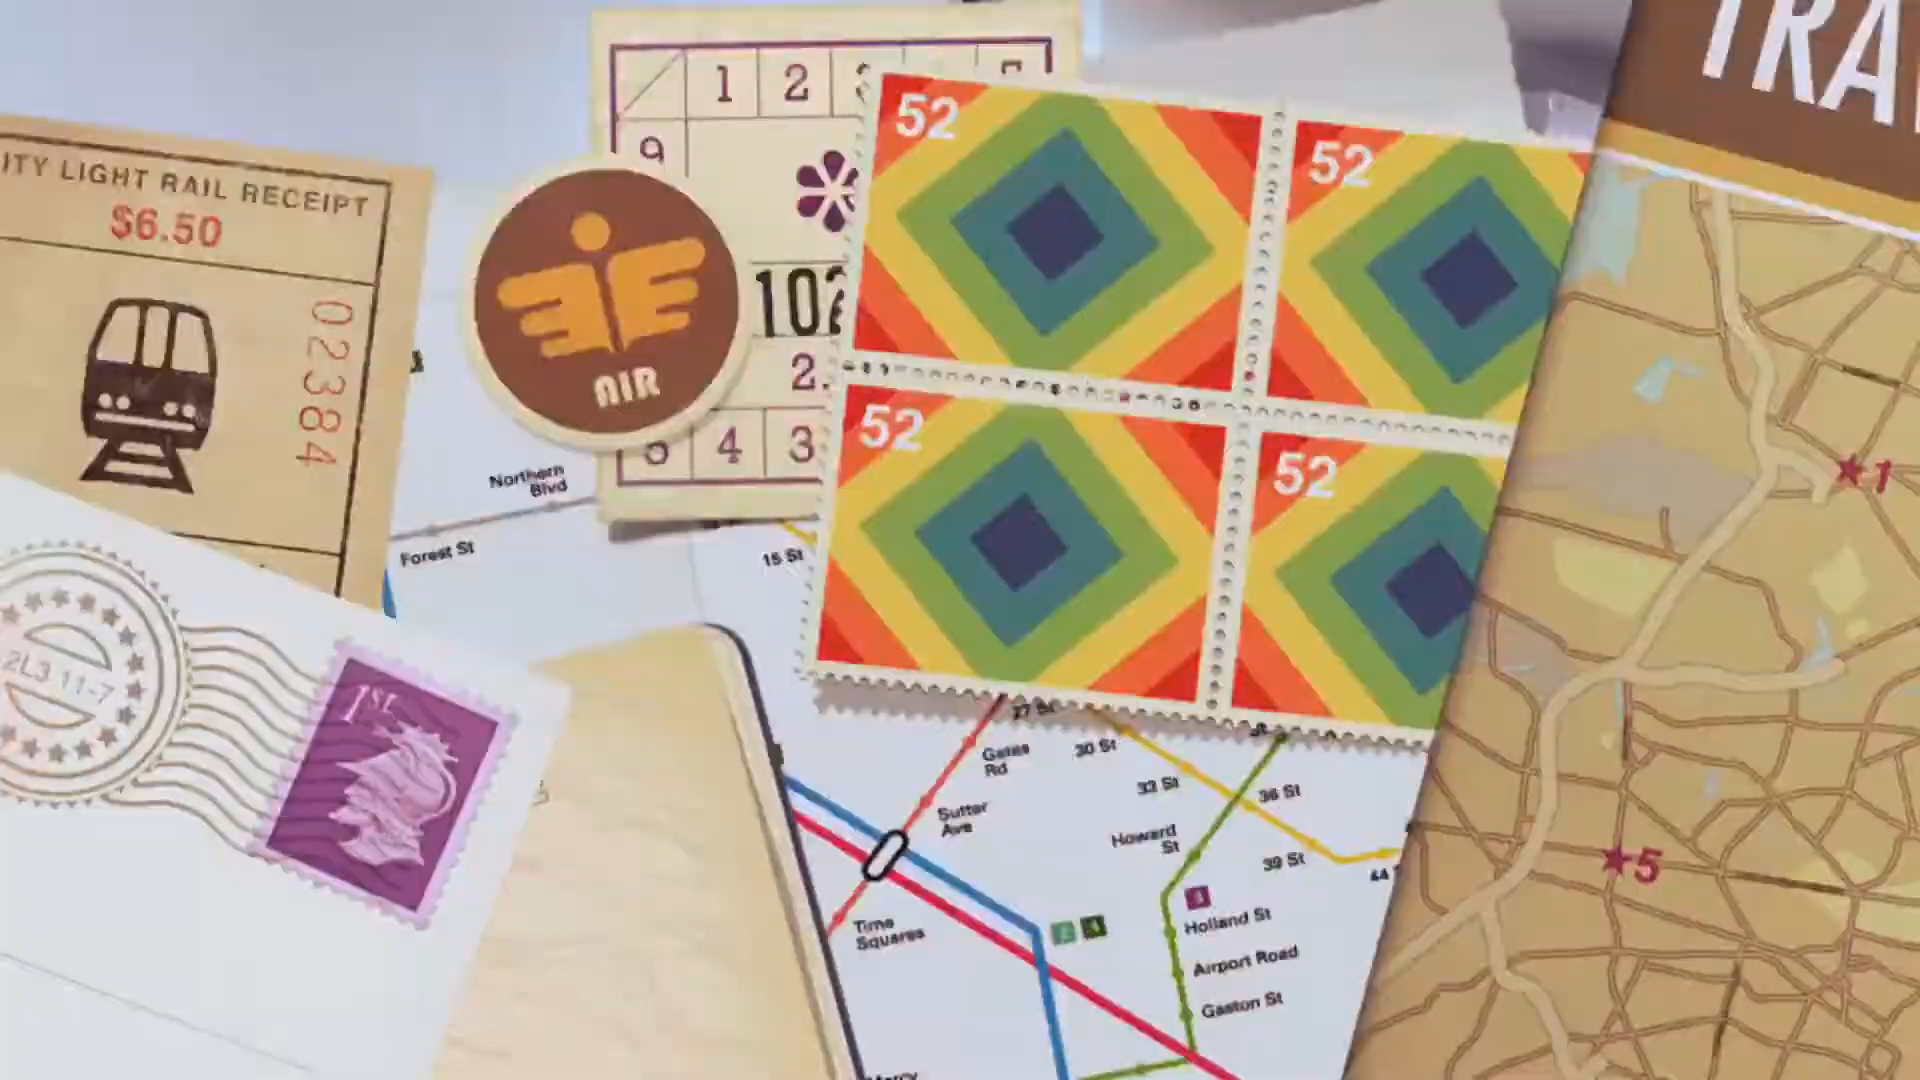 TRA
1 2
9
52
52
ITY LIGHT RAIL RECEIPT
$6.50
02384
AIR
102
2.
5 4 3
52
52
Northern
Blvd
Forest St
15 St
1
2L3 11-7
1ST
27 St
Gates
Rd
30 St
33 St
36 St
Sutter
Ave
Howard
St
39 St
44
5
Time
Squares
Holland St
Airport Road
Gaston St